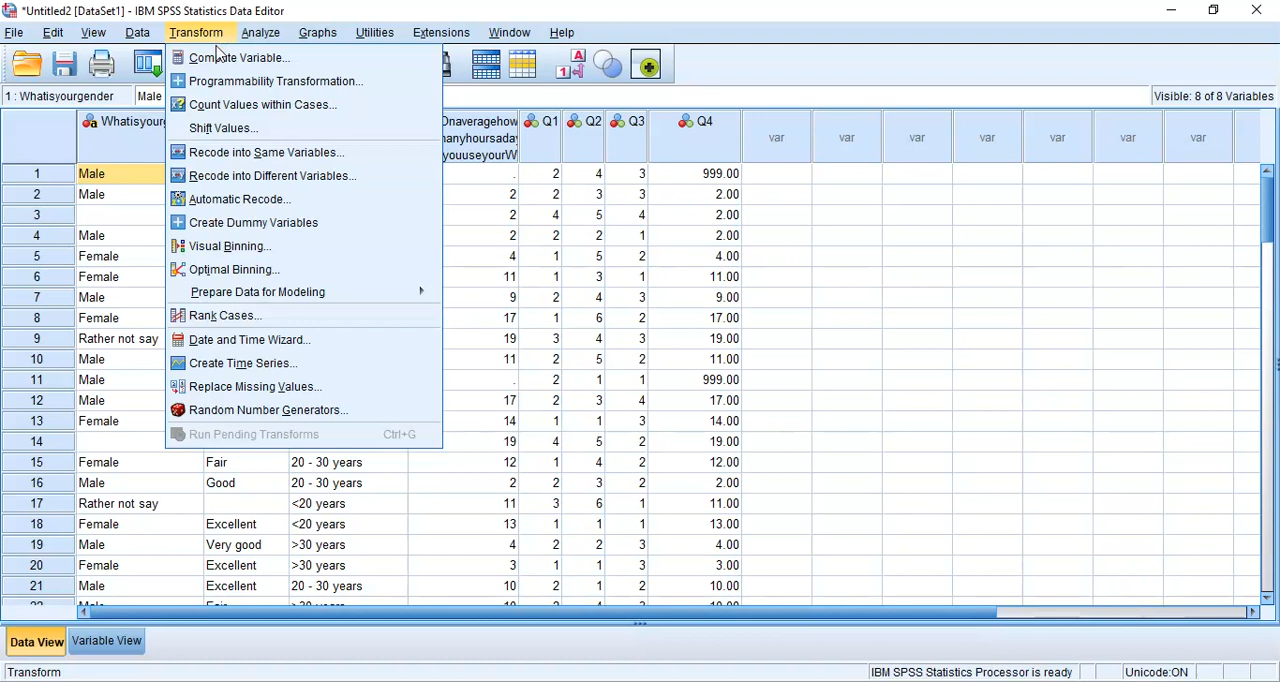 *Untitled2 [DataSet1] - IBM SPSS Statistics Data Editor
File Edit View Data Transform Analyze Graphs Utilities Extensions Window Help
1 : Whatisyourgender Male Visible: 8 of 8 Variables
Compute Variable...
Programmability Transformation...
Count Values within Cases...
Shift Values...
Recode into Same Variables...
Recode into Different Variables...
Automatic Recode...
Create Dummy Variables
Visual Binning...
Optimal Binning...
Prepare Data for Modeling
Rank Cases...
Date and Time Wizard...
Create Time Series...
Replace Missing Values...
Random Number Generators...
Run Pending Transforms Ctrl+G
Whatisyourg Q1 Q2 Q3 Q4 var var var var var var var
manyhoursaday
youuseyourW
1 Male . 2 4 3 999.00
2 Male 2 2 3 3 2.00
3 2 4 5 4 2.00
4 Male 2 2 2 1 2.00
5 Female 4 1 5 2 4.00
6 Female 11 1 3 1 11.00
7 Male 9 2 4 3 9.00
8 Female 17 1 6 2 17.00
9 Rather not say 19 3 4 3 19.00
10 Male 11 2 5 2 11.00
11 Male . 2 1 1 999.00
12 Male 17 2 3 4 17.00
13 Female 14 1 1 3 14.00
14 19 4 5 2 19.00
15 Female Fair 20 - 30 years 12 1 4 2 12.00
16 Male Good 20 - 30 years 2 2 3 2 2.00
17 Rather not say <20 years 11 3 6 1 11.00
18 Female Excellent <20 years 13 1 1 1 13.00
19 Male Very good >30 years 4 2 2 3 4.00
20 Female Excellent >30 years 3 1 1 3 3.00
21 Male Excellent 20 - 30 years 10 2 1 2 10.00
Data View Variable View
Transform IBM SPSS Statistics Processor is ready Unicode:ON